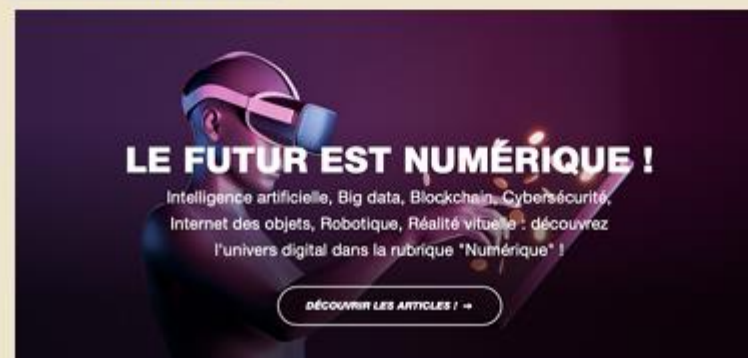 LE FUTUR EST NUMÉRIQUE !
Intelligence artificielle, Big data, Blockchain, Cybersécurité,
Internet des objets, Robotique, Réalité vituelle : découvrez
l'univers digital dans la rubrique "Numérique" !
DÉCOUVRIR LES ARTICLES ! →